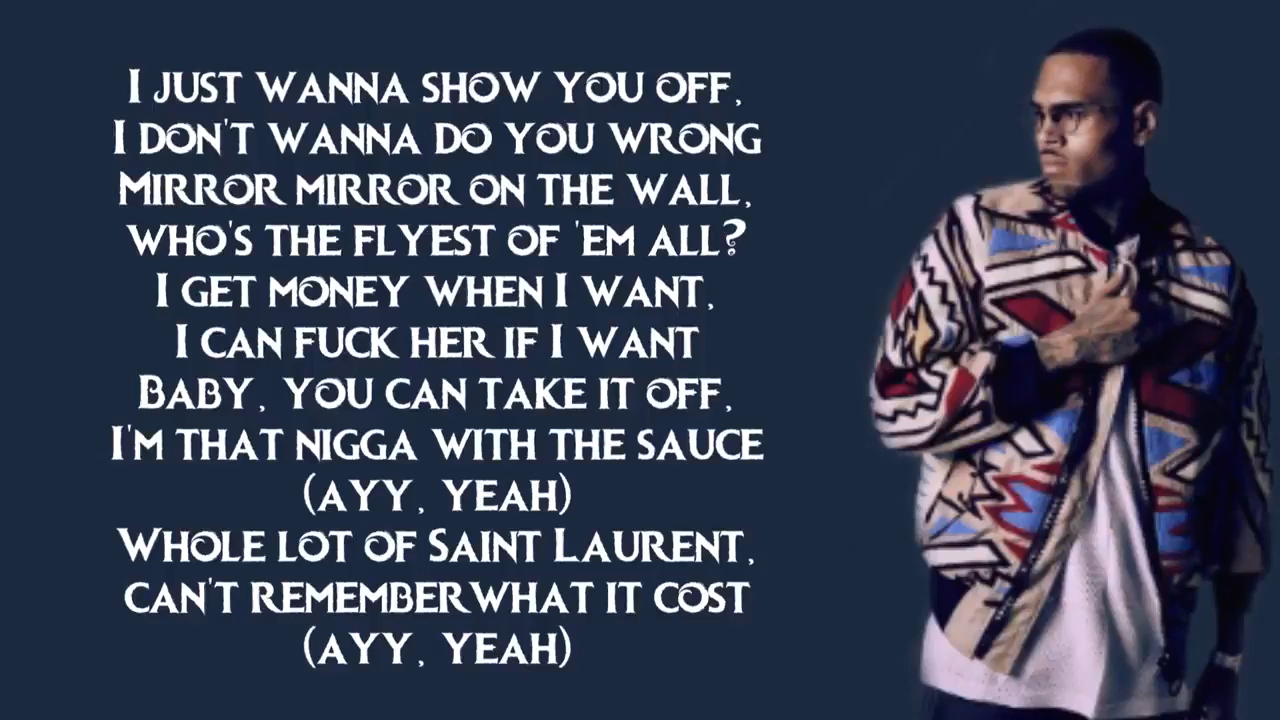 I JUST WANNA SHOW YOU OFF,
I DON'T WANNA DO YOU WRONG
MIRROR MIRROR ON THE WALL,
WHO'S THE FLYEST OF 'EM ALL?
I GET MONEY WHEN I WANT,
I CAN FUCK HER IF I WANT
BABY, YOU CAN TAKE IT OFF,
I'M THAT NIGGA WITH THE SAUCE
(AYY, YEAH)
WHOLE LOT OF SAINT LAURENT,
CAN'T REMEMBER WHAT IT COST
(AYY, YEAH)